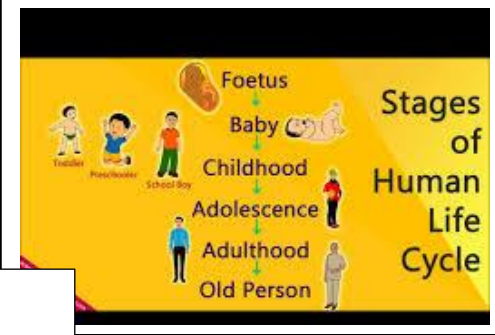 Foetus
Baby
Childhood
Adolescence
Adulthood
Old Person
Toddler
Preschooler
School Boy
Stages
of
Human
Life
Cycle